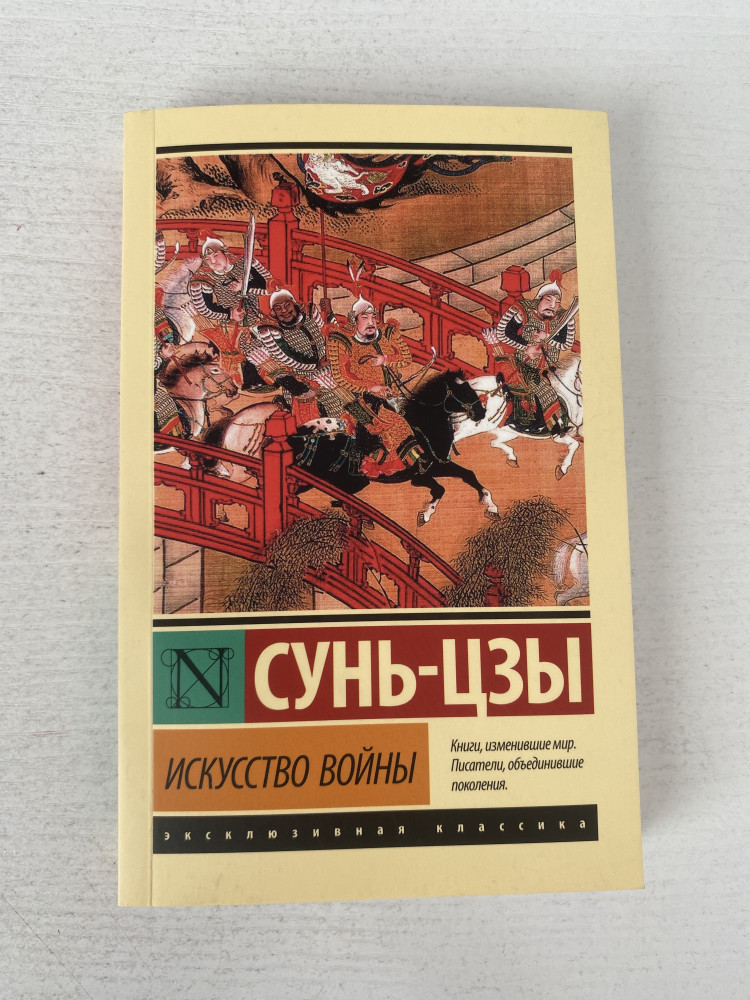 N
СУНЬ-ЦЗЫ
ИСКУССТВО ВОЙНЫ
Книги, изменившие мир.
Писатели, объединившие
поколения.
эксклюзивная классика